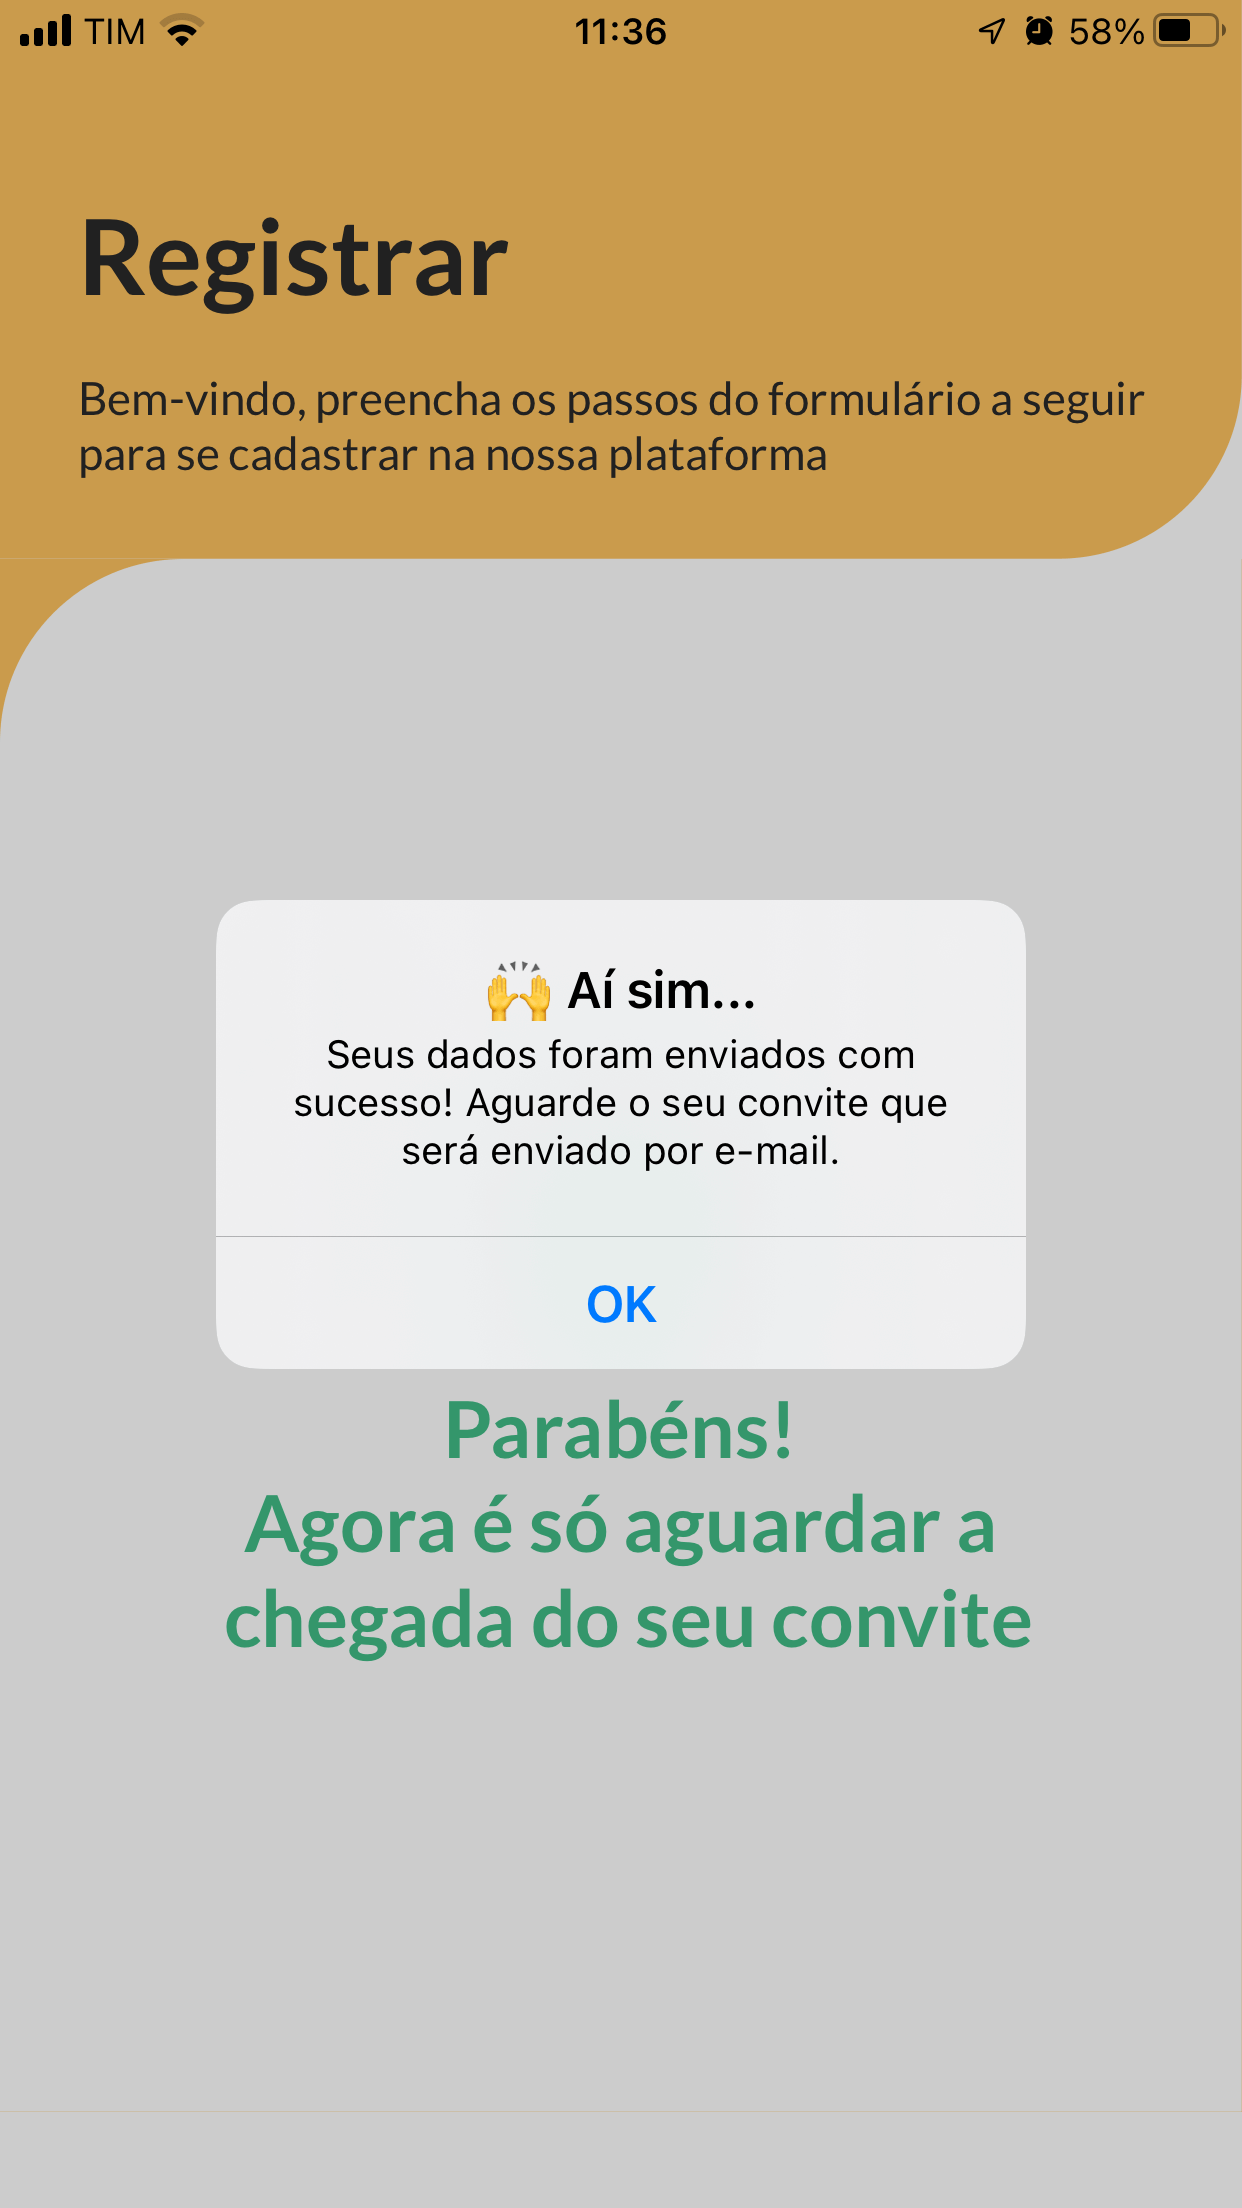 TIM 11:36 58%
Registrar
Bem-vindo, preencha os passos do formulário a seguir
para se cadastrar na nossa plataforma
🙌 Aí sim...
Seus dados foram enviados com
sucesso! Aguarde o seu convite que
será enviado por e-mail.
OK
Parabéns!
Agora é só aguardar a
chegada do seu convite